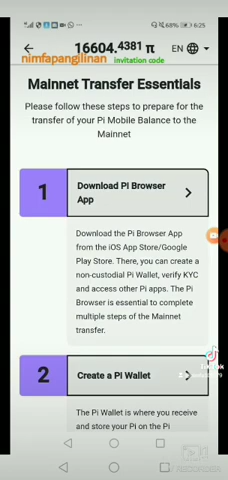 68% 6:25
16604.4381 π EN
nimfapangilinan invitation code
Mainnet Transfer Essentials
Please follow these steps to prepare for the
transfer of your Pi Mobile Balance to the
Mainnet
1 Download Pi Browser
App
Download the Pi Browser App
from the iOS App Store/Google
Play Store. There, you can create a
non-custodial Pi Wallet, verify KYC
and access other Pi apps. The Pi
Browser is essential to complete
multiple steps of the Mainnet
transfer.
2 Create a Pi Wallet
The Pi Wallet is where you receive
and store your Pi on the Pi